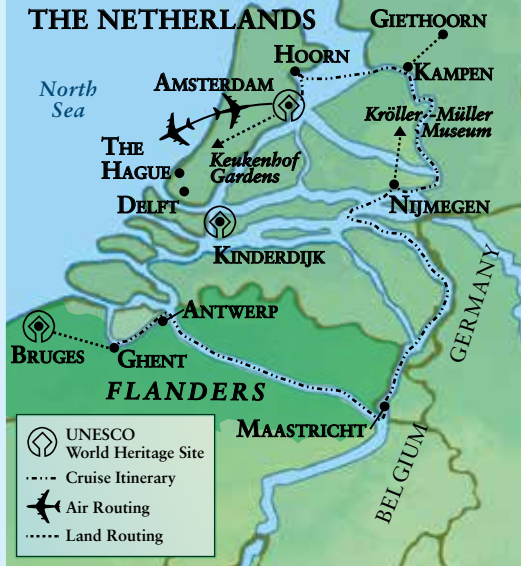 THE NETHERLANDS
GIETHOORN
HOORN
KAMPEN
North
Sea
AMSTERDAM
Kröller-Müller
Museum
THE
HAGUE
Keukenhof
Gardens
DELFT
NIJMEGEN
KINDERDIJK
GERMANY
ANTWERP
BRUGES
GHENT
FLANDERS
MAASTRICHT
BELGIUM
UNESCO
World Heritage Site
Cruise Itinerary
Air Routing
Land Routing